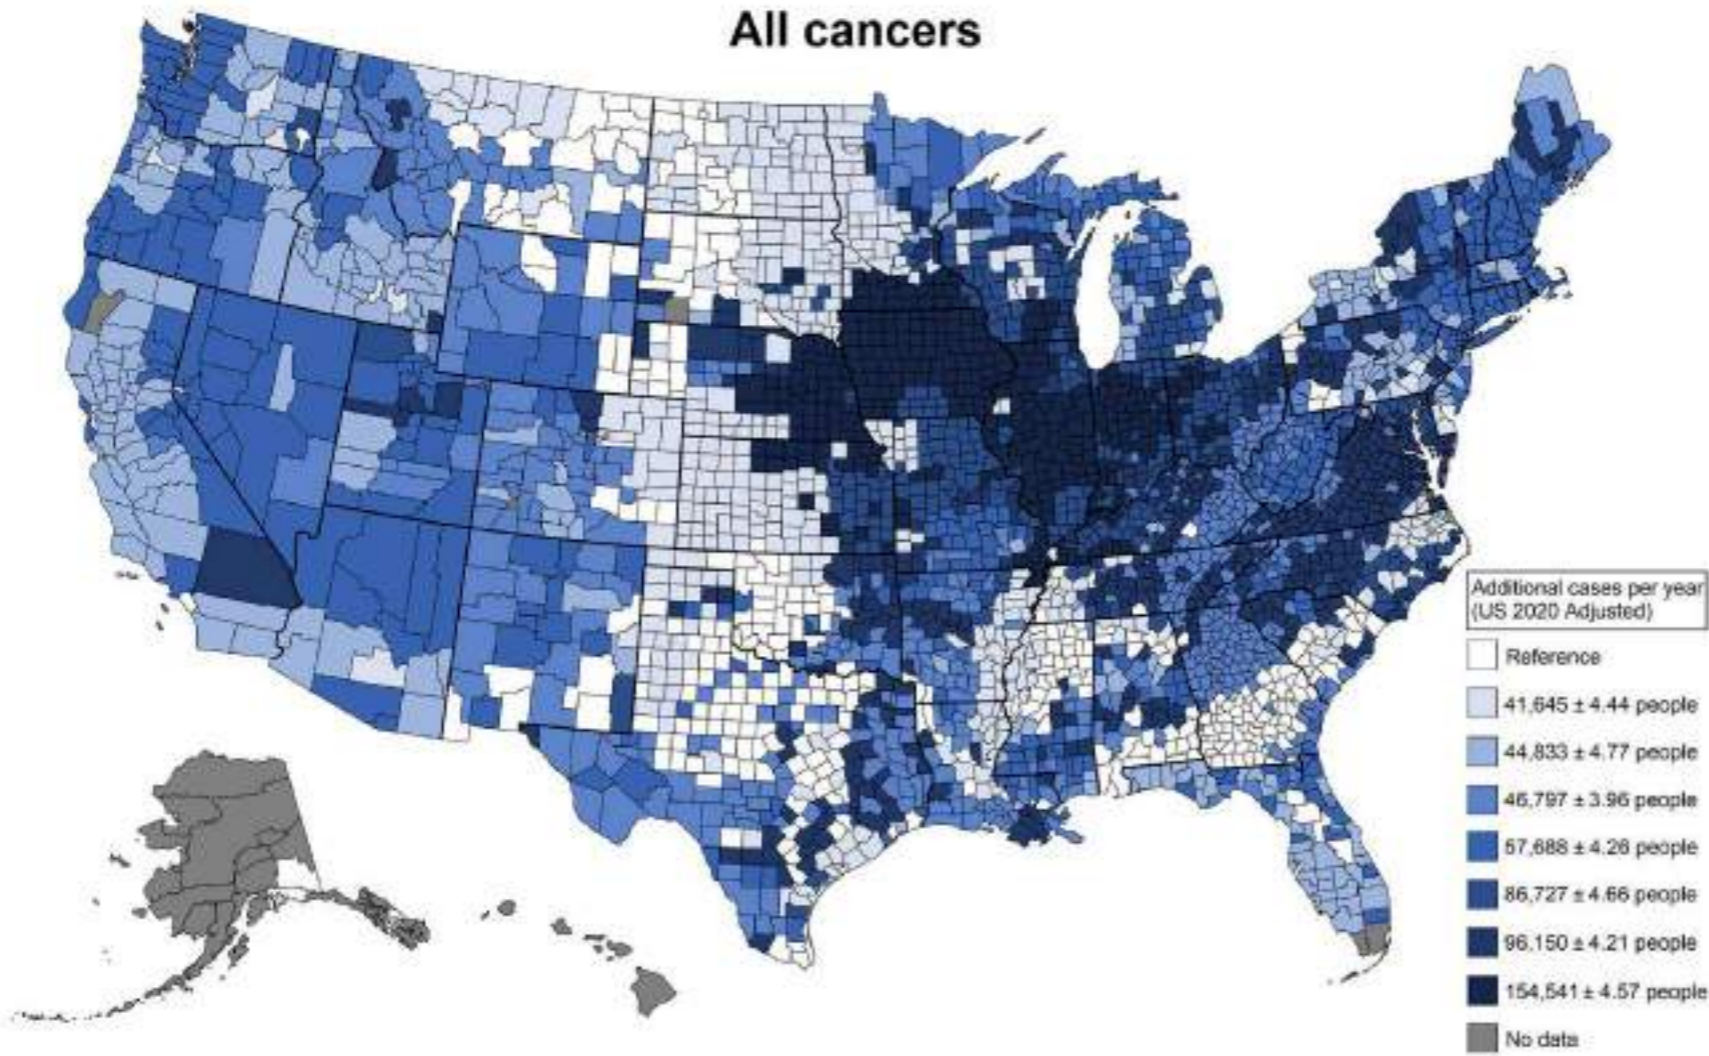 All cancers
Additional cases per year
(US 2020 Adjusted)
Reference
41,645 ± 4.44 people
44,833 ± 4.77 people
46,797 ± 3.96 people
57,688 ± 4.26 people
86,727 ± 4.66 people
96,150 ± 4.21 people
154,541 ± 4.57 people
No data